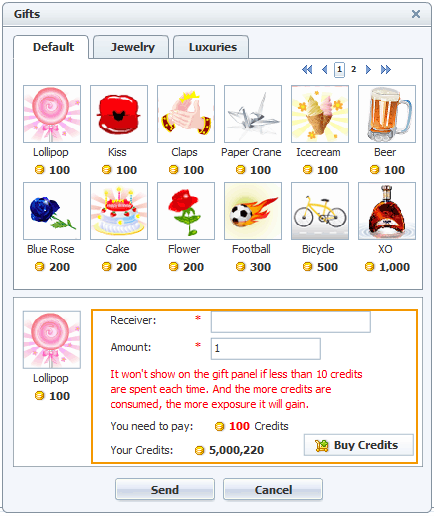 Gifts
Default Jewelry Luxuries
1 2
Lollipop Kiss Claps Paper Crane Icecream Beer
100 100 100 100 100 100
Blue Rose Cake Flower Football Bicycle XO
200 200 200 300 500 1,000
Lollipop
100
Receiver: *
Amount: * 1
It won't show on the gift panel if less than 10 credits
are spent each time. And the more credits are
consumed, the more exposure it will gain.
You need to pay: 100 Credits
Your Credits: 5,000,220
Buy Credits
Send Cancel